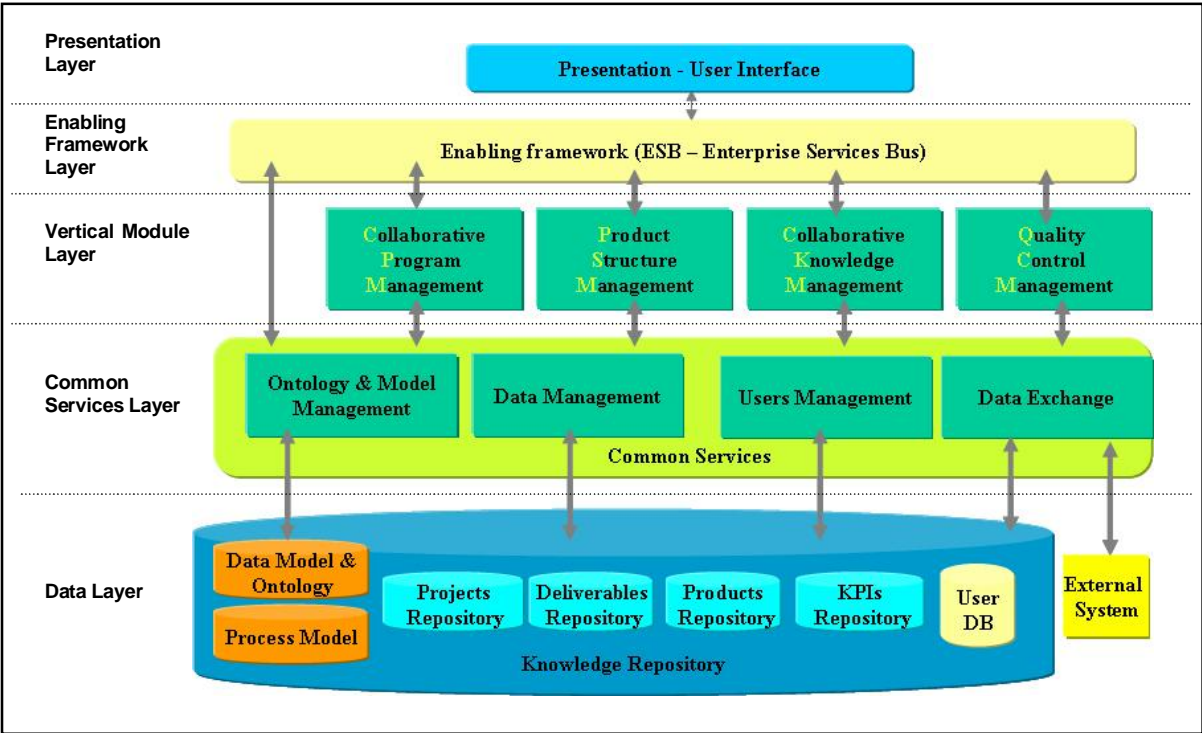 Presentation
Layer
Presentation - User Interface
Enabling
Framework
Layer
Enabling framework (ESB – Enterprise Services Bus)
Vertical Module
Layer
Collaborative
Program
Management
Product
Structure
Management
Collaborative
Knowledge
Management
Quality
Control
Management
Common
Services Layer
Ontology & Model
Management
Data Management
Users Management
Data Exchange
Common Services
Data Layer
Data Model &
Ontology
Process Model
Projects
Repository
Deliverables
Repository
Products
Repository
KPIs
Repository
User
DB
External
System
Knowledge Repository